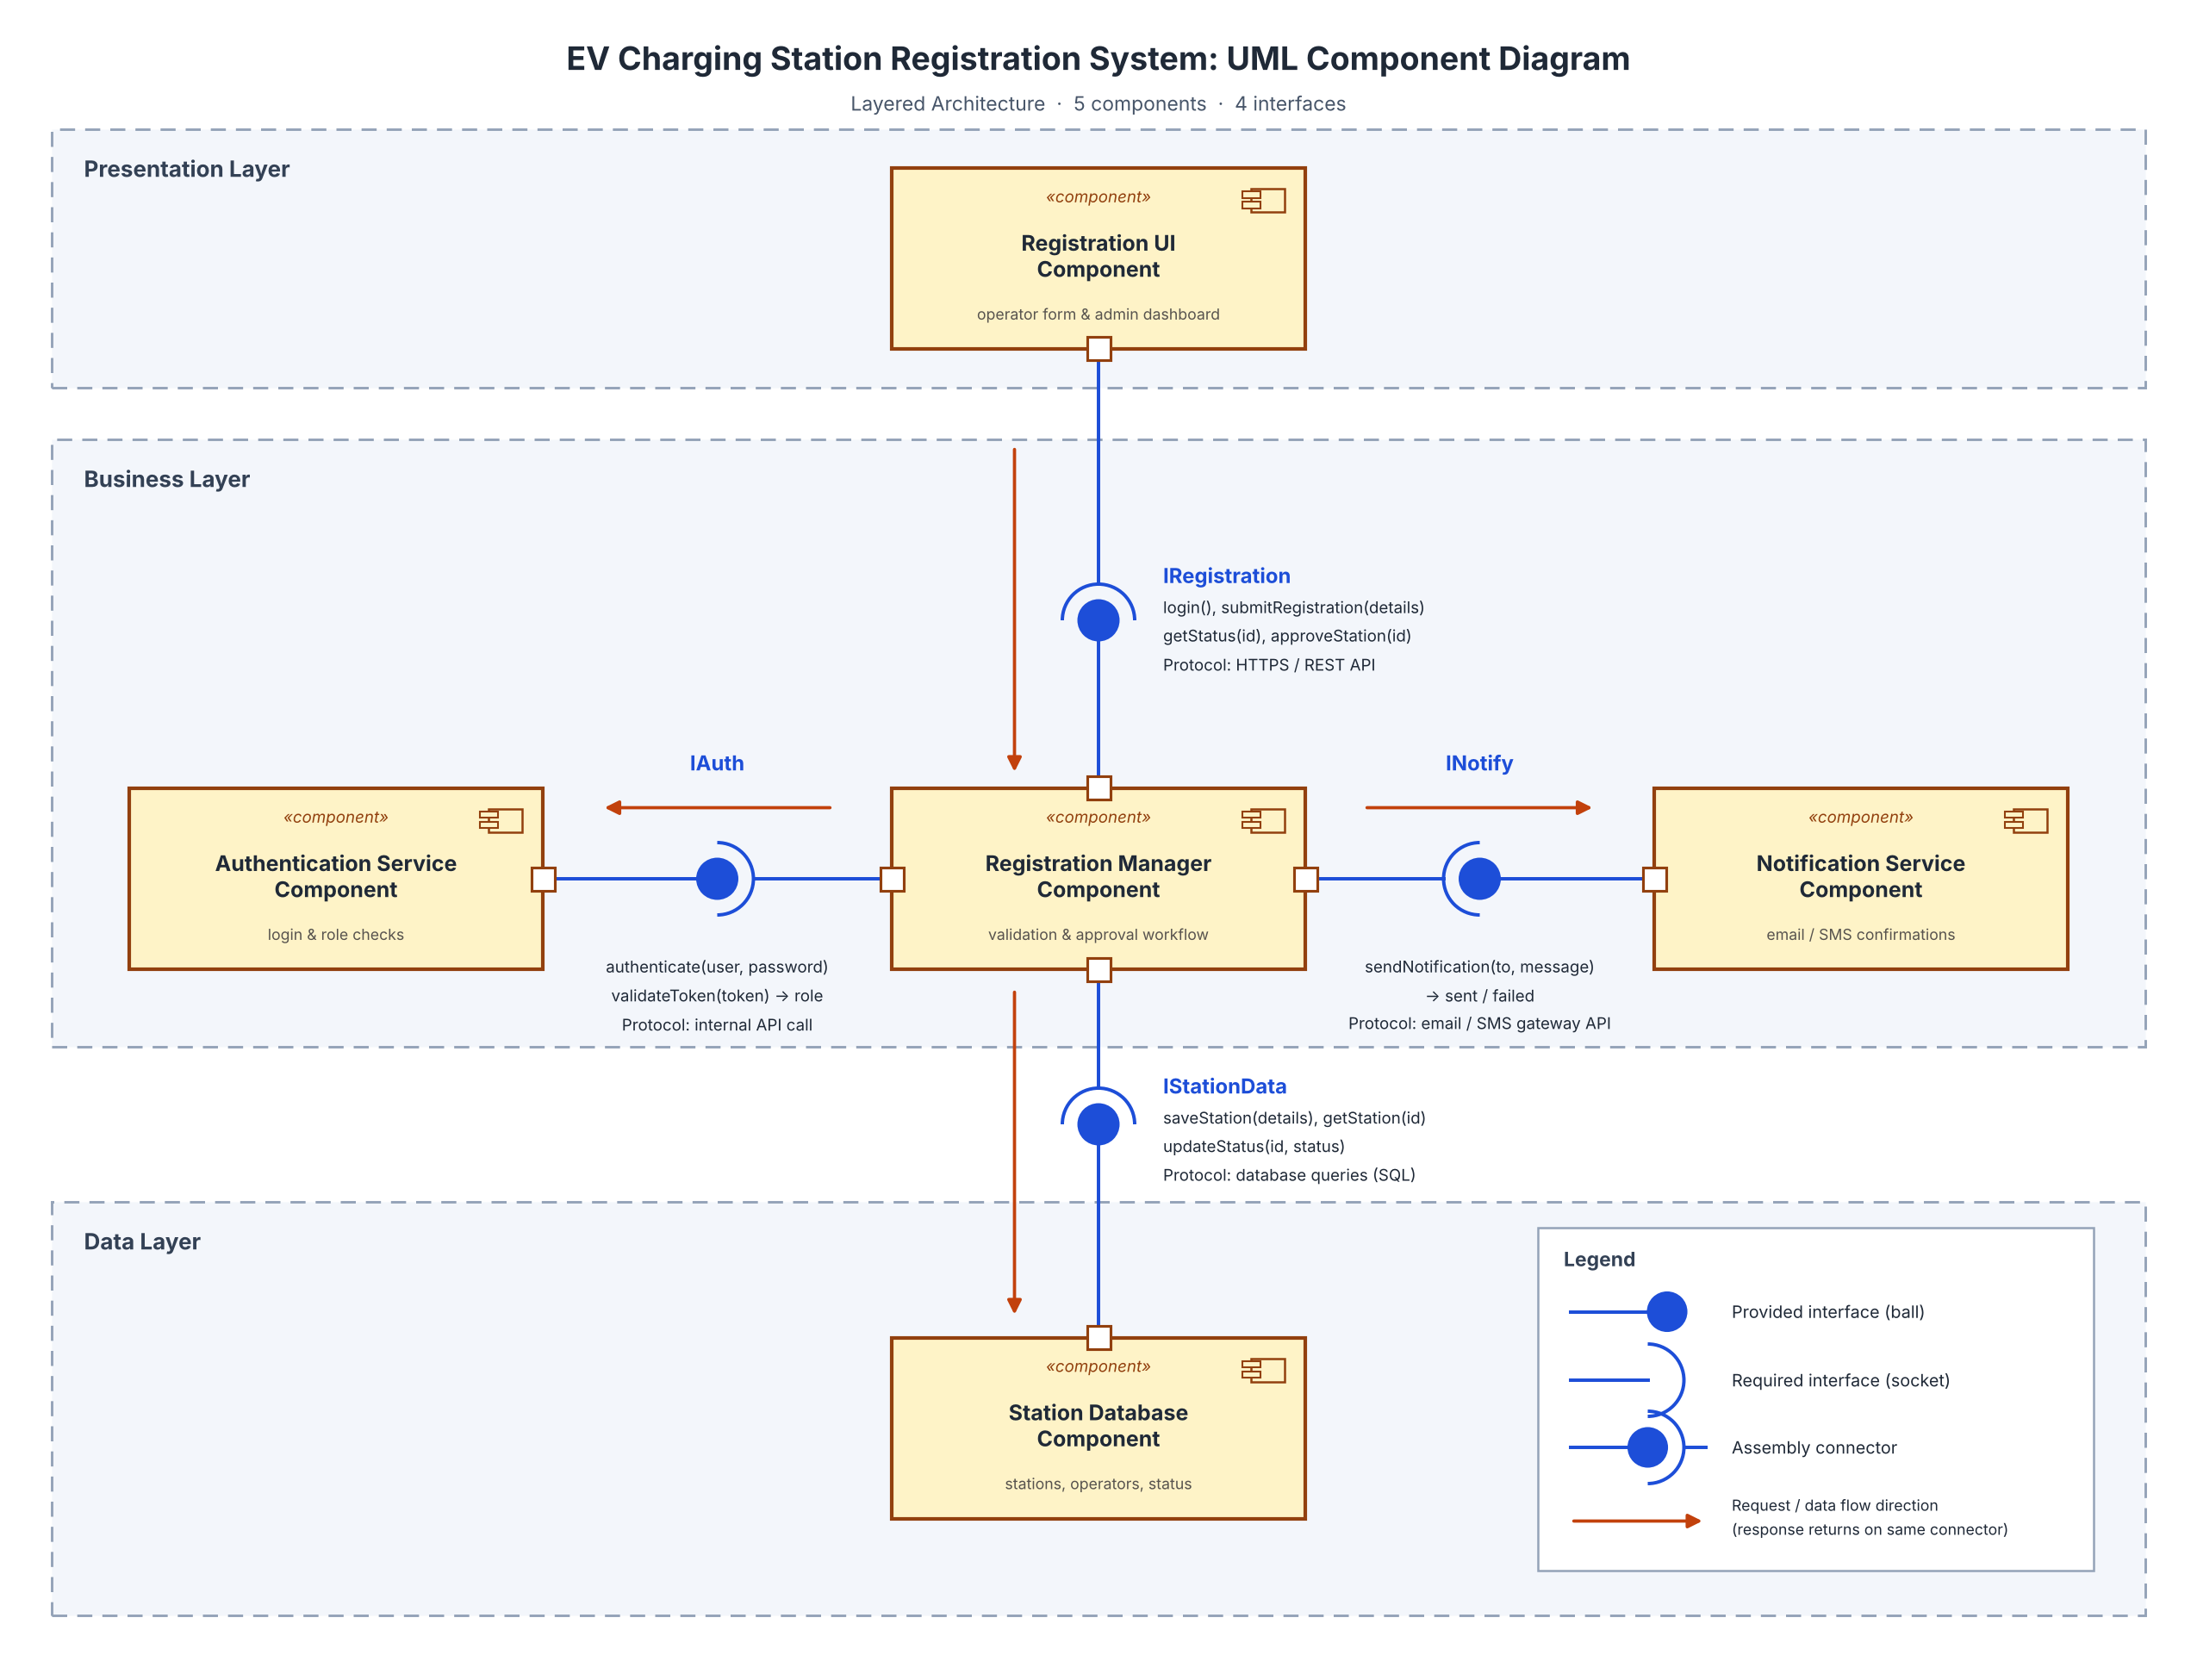 EV Charging Station Registration System: UML Component Diagram
Layered Architecture · 5 components · 4 interfaces
Presentation Layer
«component»
Registration UI
Component
operator form & admin dashboard
Business Layer
IRegistration
login(), submitRegistration(details)
getStatus(id), approveStation(id)
Protocol: HTTPS / REST API
IAuth
INotify
«component»
Authentication Service
Component
login & role checks
«component»
Registration Manager
Component
validation & approval workflow
«component»
Notification Service
Component
email / SMS confirmations
authenticate(user, password)
validateToken(token) → role
Protocol: internal API call
sendNotification(to, message)
→ sent / failed
Protocol: email / SMS gateway API
IStationData
saveStation(details), getStation(id)
updateStatus(id, status)
Protocol: database queries (SQL)
Data Layer
«component»
Station Database
Component
stations, operators, status
Legend
Provided interface (ball)
Required interface (socket)
Assembly connector
Request / data flow direction
(response returns on same connector)